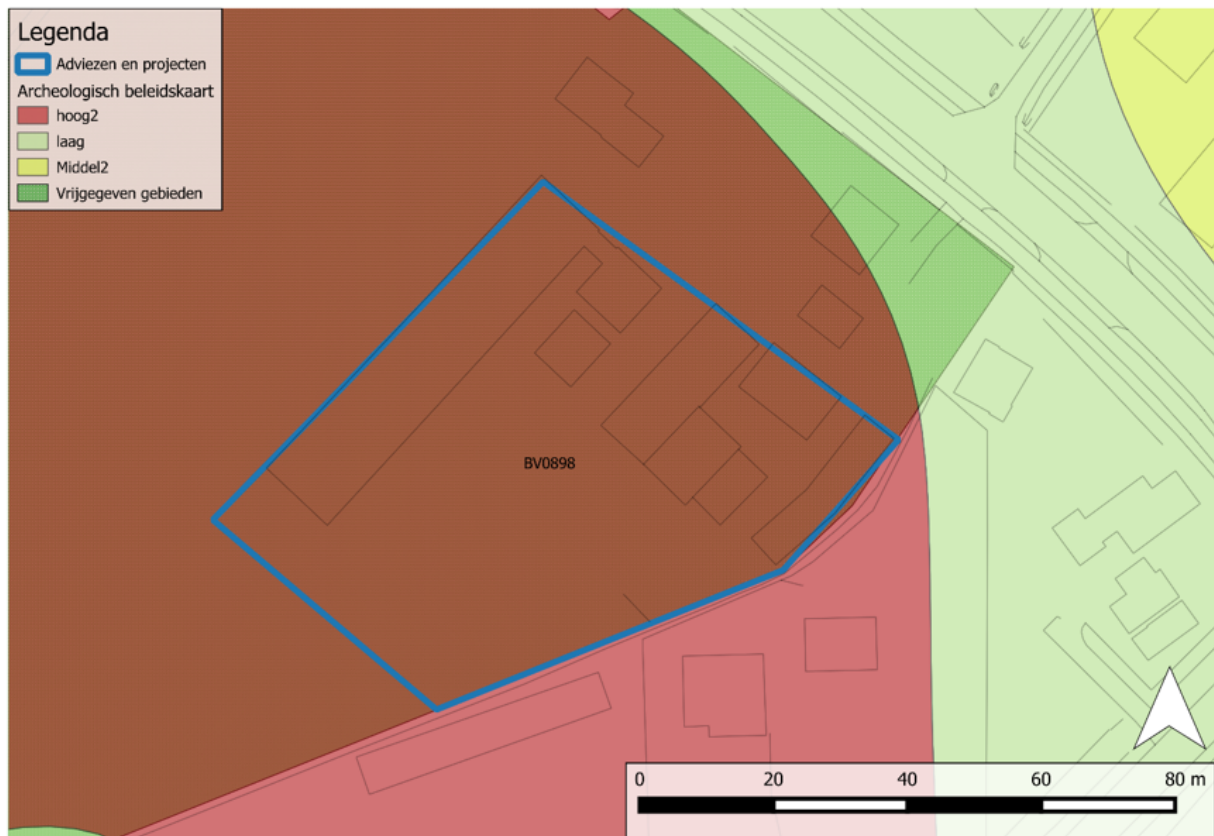 Legenda
Adviezen en projecten
Archeologisch beleidskaart
hoog2
laag
Middel2
Vrijgegeven gebieden
BV0898
0 20 40 60 80 m